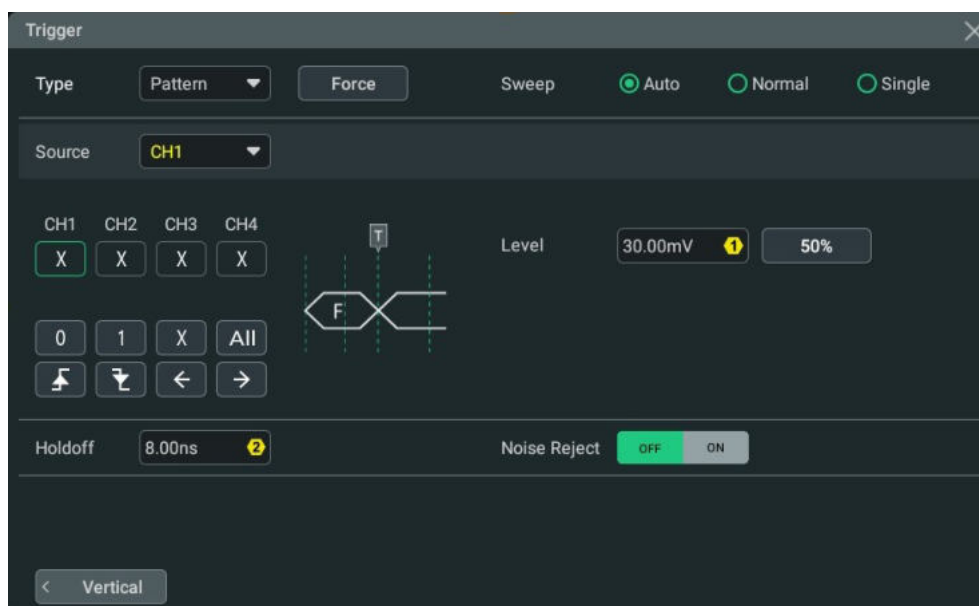 Trigger
Type Pattern Force Sweep Auto Normal Single
Source CH1
CH1 CH2 CH3 CH4
X X X X
T
Level 30.00mV 1 50%
F
0 1 X All
Holdoff 8.00ns 2 Noise Reject OFF ON
< Vertical